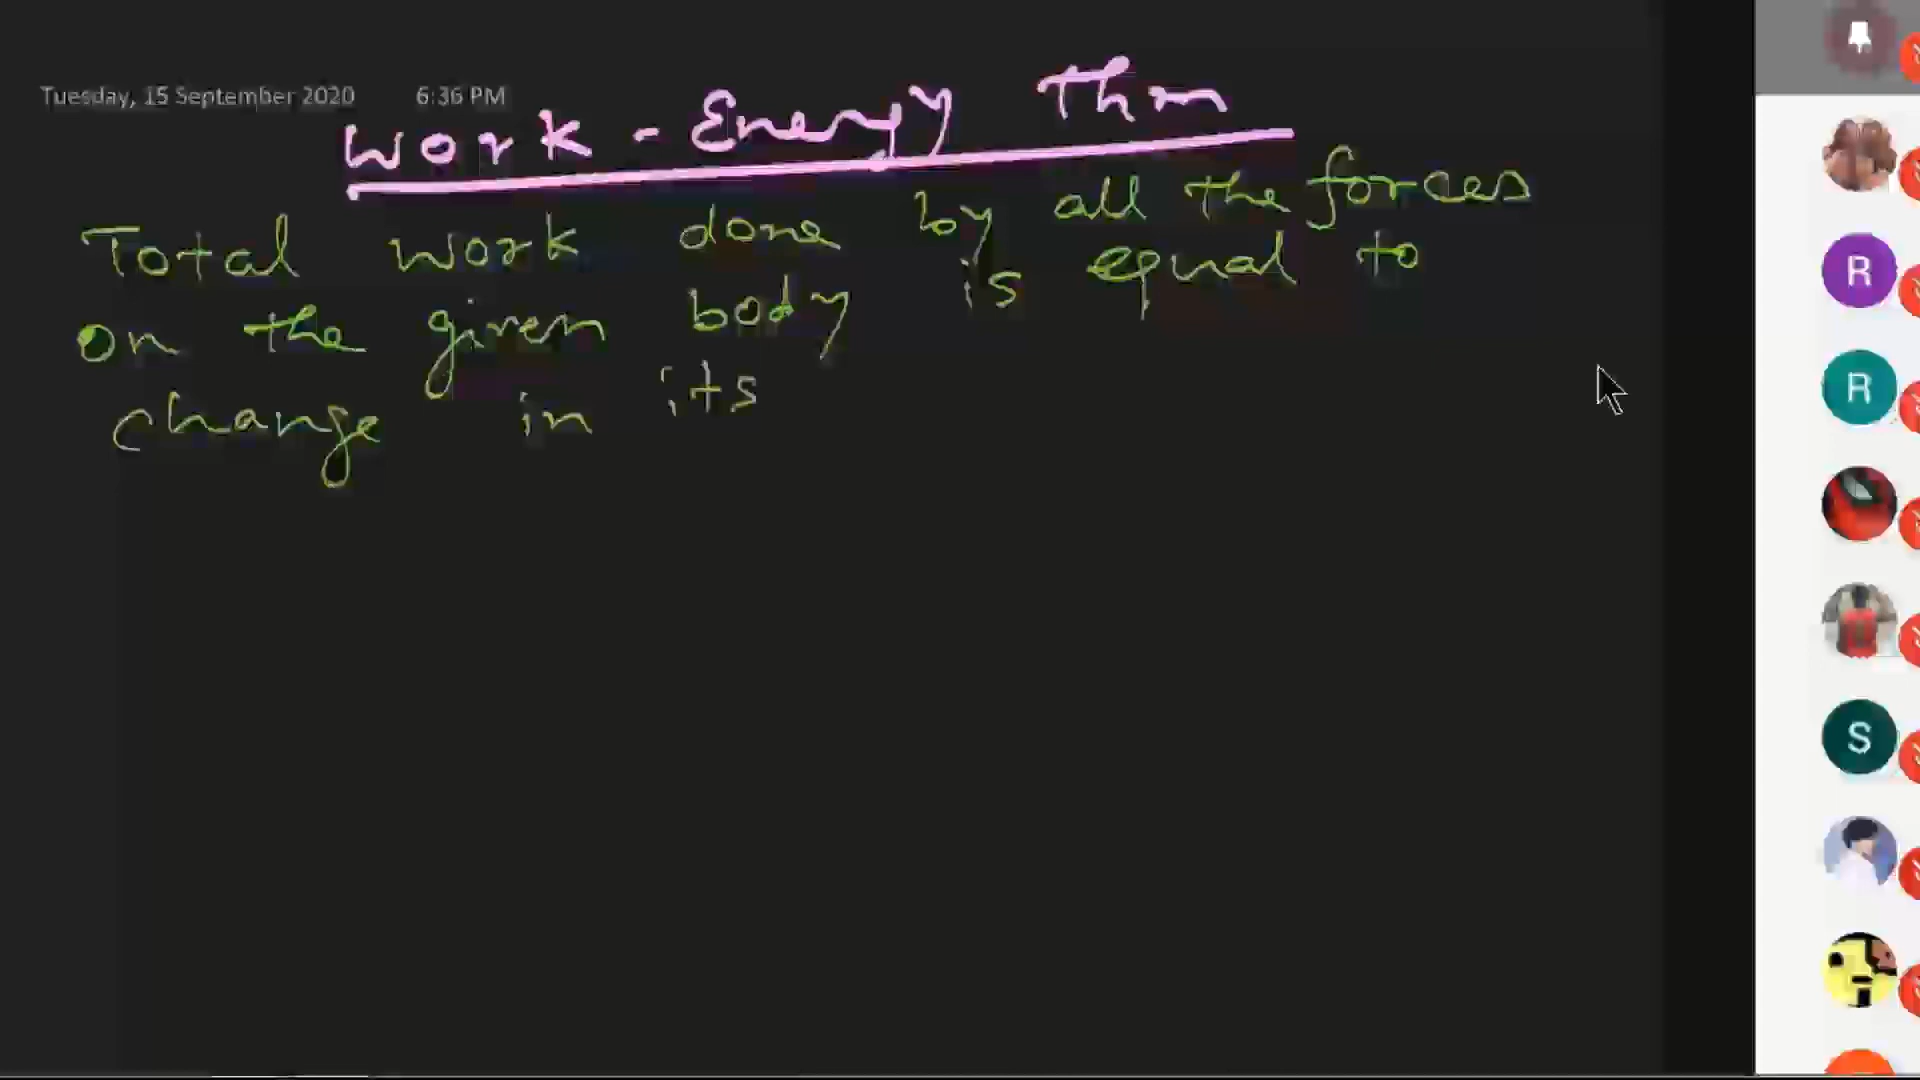 Tuesday, 15 September 2020 6:36 PM
Work - Energy Thm
Total work done by all the forces
on the given body is equal to
change in its
R
R
S